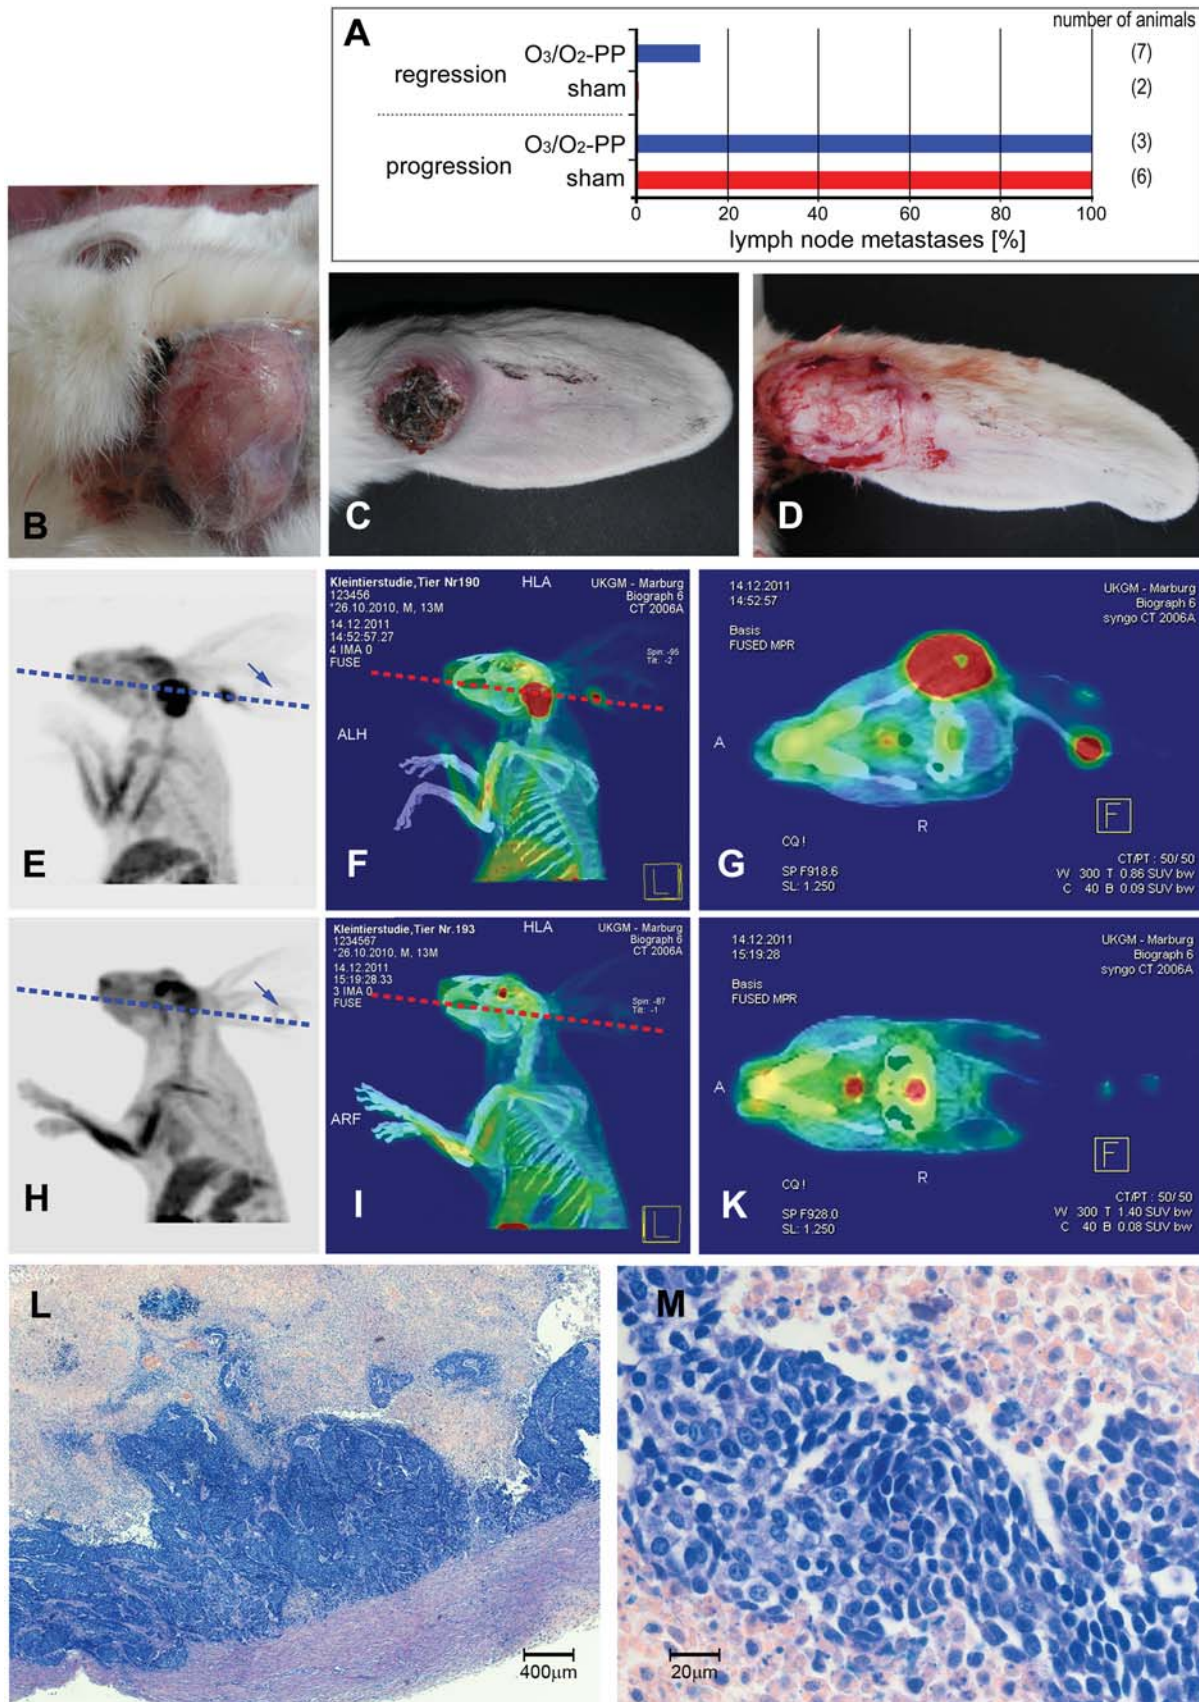 A
number of animals
regression
O3/O2-PP
(7)
sham
(2)
progression
O3/O2-PP
(3)
sham
(6)
0 20 40 60 80 100
lymph node metastases [%]
B
C
D
E
Kleintierstudie,Tier Nr190
123456
*26.10.2010, M, 13M
14.12.2011
14:52:57.27
4 IMA 0
FUSE
HLA
UKGM - Marburg
Biograph 6
CT 2006A
Spin: -95
Tilt: -2
ALH
F
L
14.12.2011
14:52:57
Basis
FUSED MPR
UKGM - Marburg
Biograph 6
syngo CT 2006A
A
R
F
CQ !
SP F918.6
SL: 1.250
CT/PT : 50/ 50
W 300 T 0.86 SUV bw
C 40 B 0.09 SUV bw
G
H
Kleintierstudie,Tier Nr.193
1234567
*26.10.2010, M, 13M
14.12.2011
15:19:28.33
3 IMA 0
FUSE
HLA
UKGM - Marburg
Biograph 6
CT 2006A
Spin: -87
Tilt: -1
ARF
I
L
14.12.2011
15:19:28
Basis
FUSED MPR
UKGM - Marburg
Biograph 6
syngo CT 2006A
A
R
F
CQ !
SP F928.0
SL: 1.250
CT/PT : 50/ 50
W 300 T 1.40 SUV bw
C 40 B 0.08 SUV bw
K
L
400µm
M
20µm